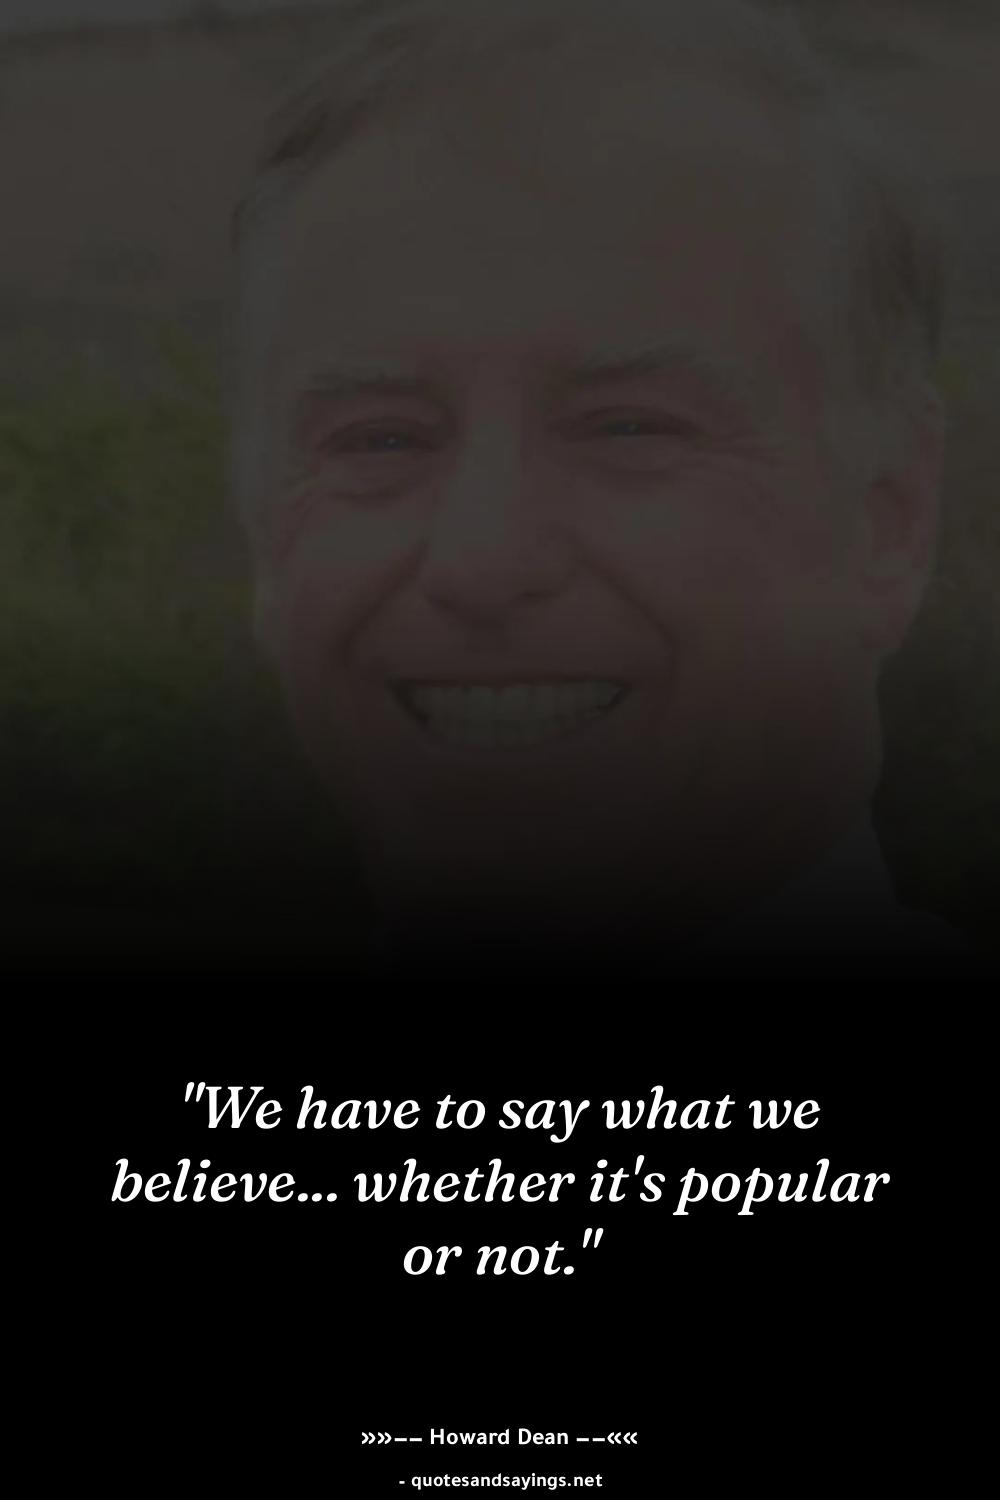 "We have to say what we
believe... whether it's popular
or not."
»»–– Howard Dean ––««
- quotesandsayings.net